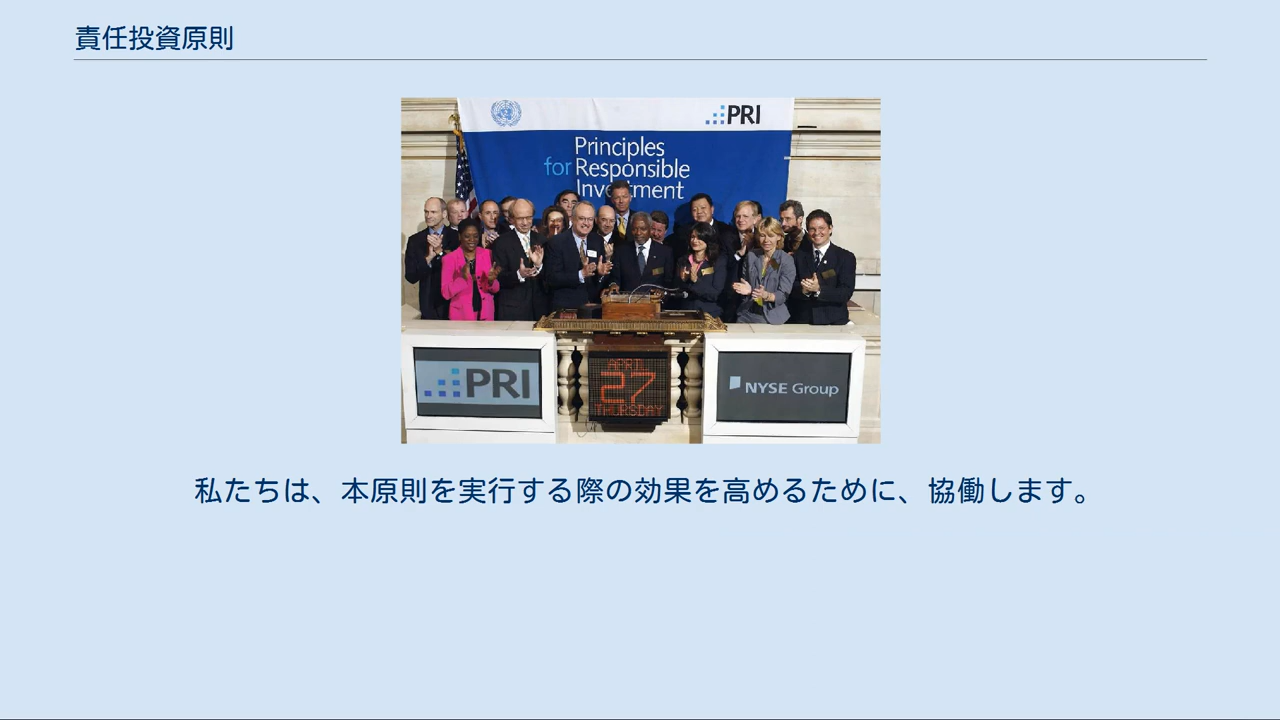 責任投資原則
PRI
Principles
for Responsible
Investment
PRI
APRIL
27
THURSDAY
NYSE Group
私たちは、本原則を実行する際の効果を高めるために、協働します。